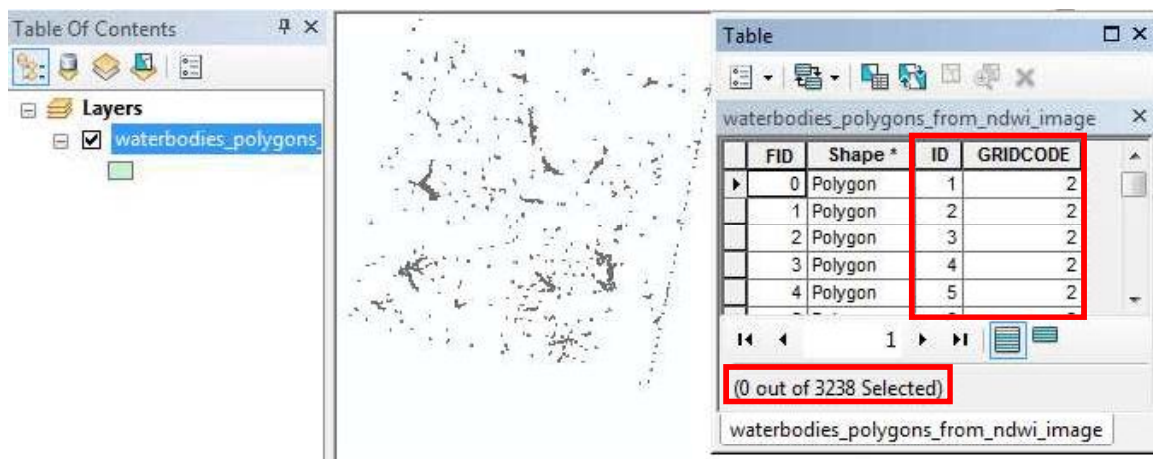 Table Of Contents
Layers
waterbodies_polygons_
Table
waterbodies_polygons_from_ndwi_image
FID Shape * ID GRIDCODE
0 Polygon 1 2
1 Polygon 2 2
2 Polygon 3 2
3 Polygon 4 2
4 Polygon 5 2
1
(0 out of 3238 Selected)
waterbodies_polygons_from_ndwi_image